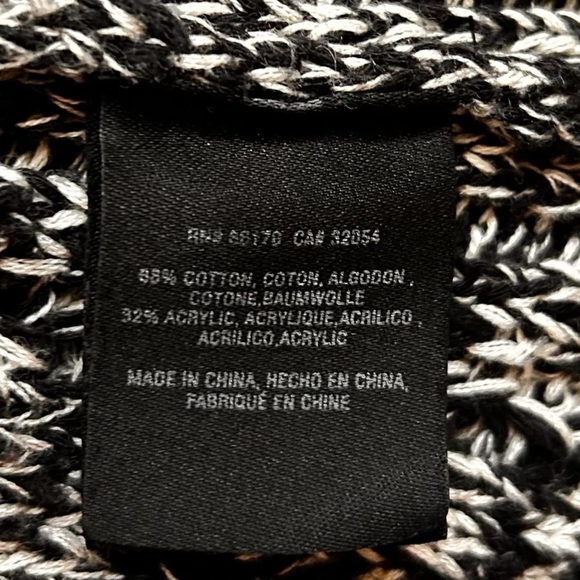 RN# 66170 CA# 32054
68% COTTON, COTON, ALGODON,
COTONE,BAUMWOLLE
32% ACRYLIC, ACRYLIQUE,ACRILICO,
ACRILICO,ACRYLIC
MADE IN CHINA, HECHO EN CHINA,
FABRIQUÉ EN CHINE